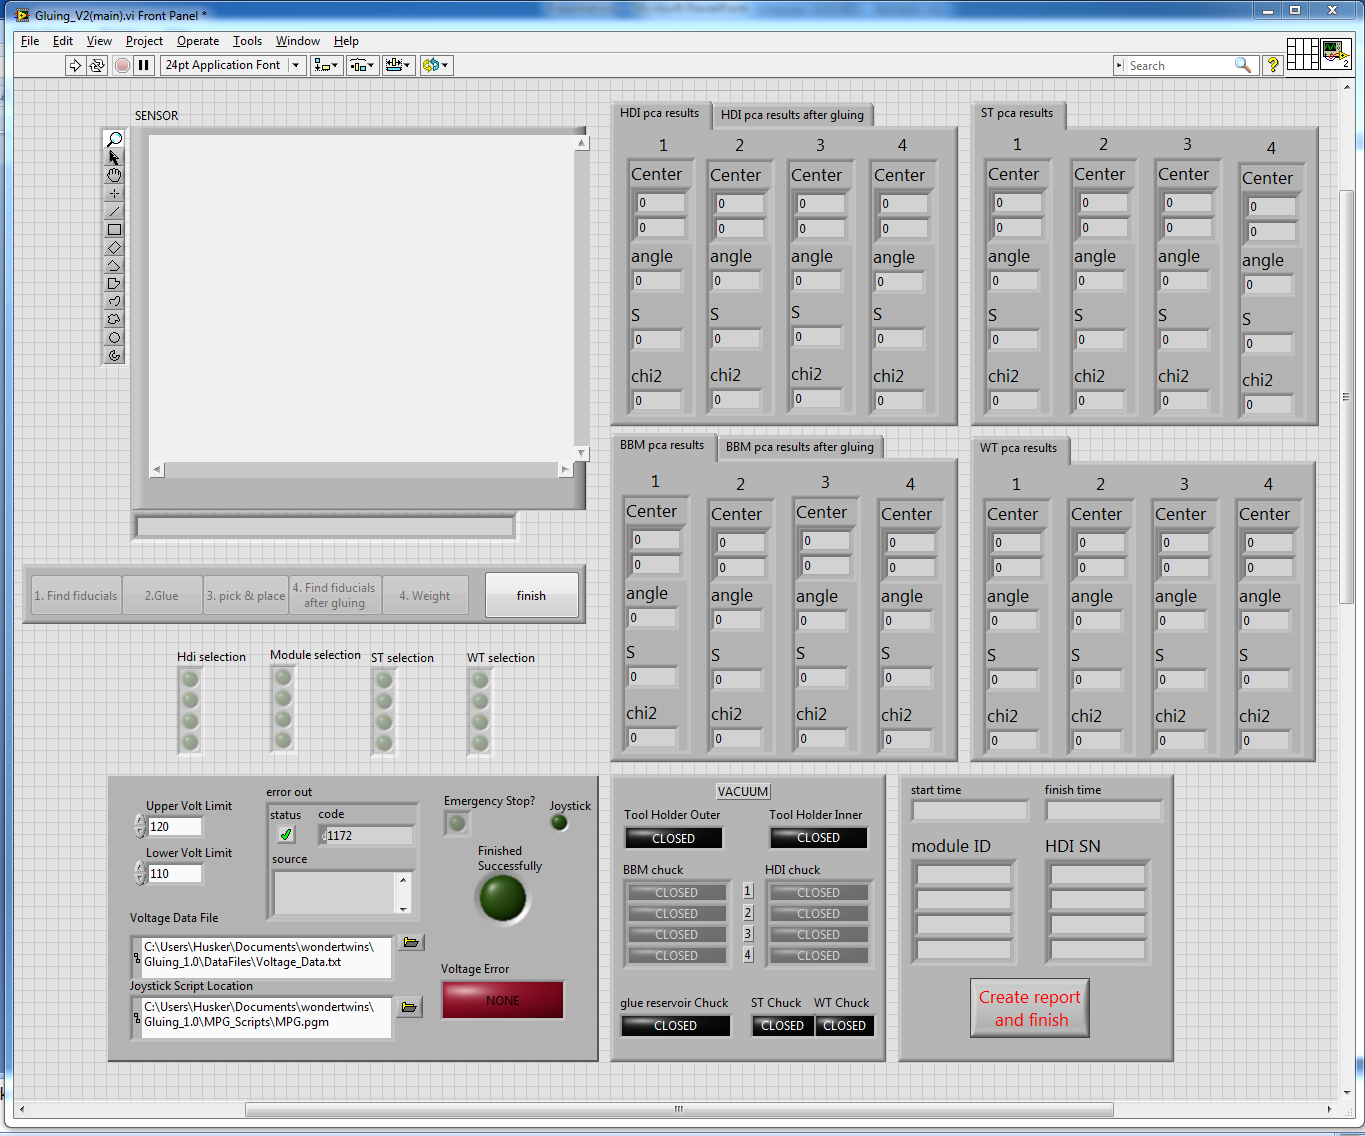 Gluing_V2(main).vi Front Panel *
File Edit View Project Operate Tools Window Help
24pt Application Font
Search
2
SENSOR
1. Find fiducials
2.Glue
3. pick & place
4. Find fiducials
after gluing
4. Weight
finish
Hdi selection
Module selection
ST selection
WT selection
HDI pca results
HDI pca results after gluing
1 2 3 4
Center Center Center Center
0 0 0 0
0 0 0 0
angle angle angle angle
0 0 0 0
S S S S
0 0 0 0
chi2 chi2 chi2 chi2
0 0 0 0
ST pca results
1 2 3 4
Center Center Center Center
0 0 0 0
0 0 0 0
angle angle angle angle
0 0 0 0
S S S S
0 0 0 0
chi2 chi2 chi2 chi2
0 0 0 0
BBM pca results
BBM pca results after gluing
1 2 3 4
Center Center Center Center
0 0 0 0
0 0 0 0
angle angle angle angle
0 0 0 0
S S S S
0 0 0 0
chi2 chi2 chi2 chi2
0 0 0 0
WT pca results
1 2 3 4
Center Center Center Center
0 0 0 0
0 0 0 0
angle angle angle angle
0 0 0 0
S S S S
0 0 0 0
chi2 chi2 chi2 chi2
0 0 0 0
Upper Volt Limit
120
Lower Volt Limit
110
error out
status
code
1172
source
Emergency Stop?
Joystick
Finished
Successfully
Voltage Data File
C:\Users\Husker\Documents\wondertwins\
Gluing_1.0\DataFiles\Voltage_Data.txt
Joystick Script Location
C:\Users\Husker\Documents\wondertwins\
Gluing_1.0\MPG_Scripts\MPG.pgm
Voltage Error
NONE
VACUUM
Tool Holder Outer
Tool Holder Inner
CLOSED CLOSED
BBM chuck
HDI chuck
CLOSED 1 CLOSED
CLOSED 2 CLOSED
CLOSED 3 CLOSED
CLOSED 4 CLOSED
glue reservoir Chuck
ST Chuck
WT Chuck
CLOSED CLOSED CLOSED
start time
finish time
module ID
HDI SN
Create report
and finish